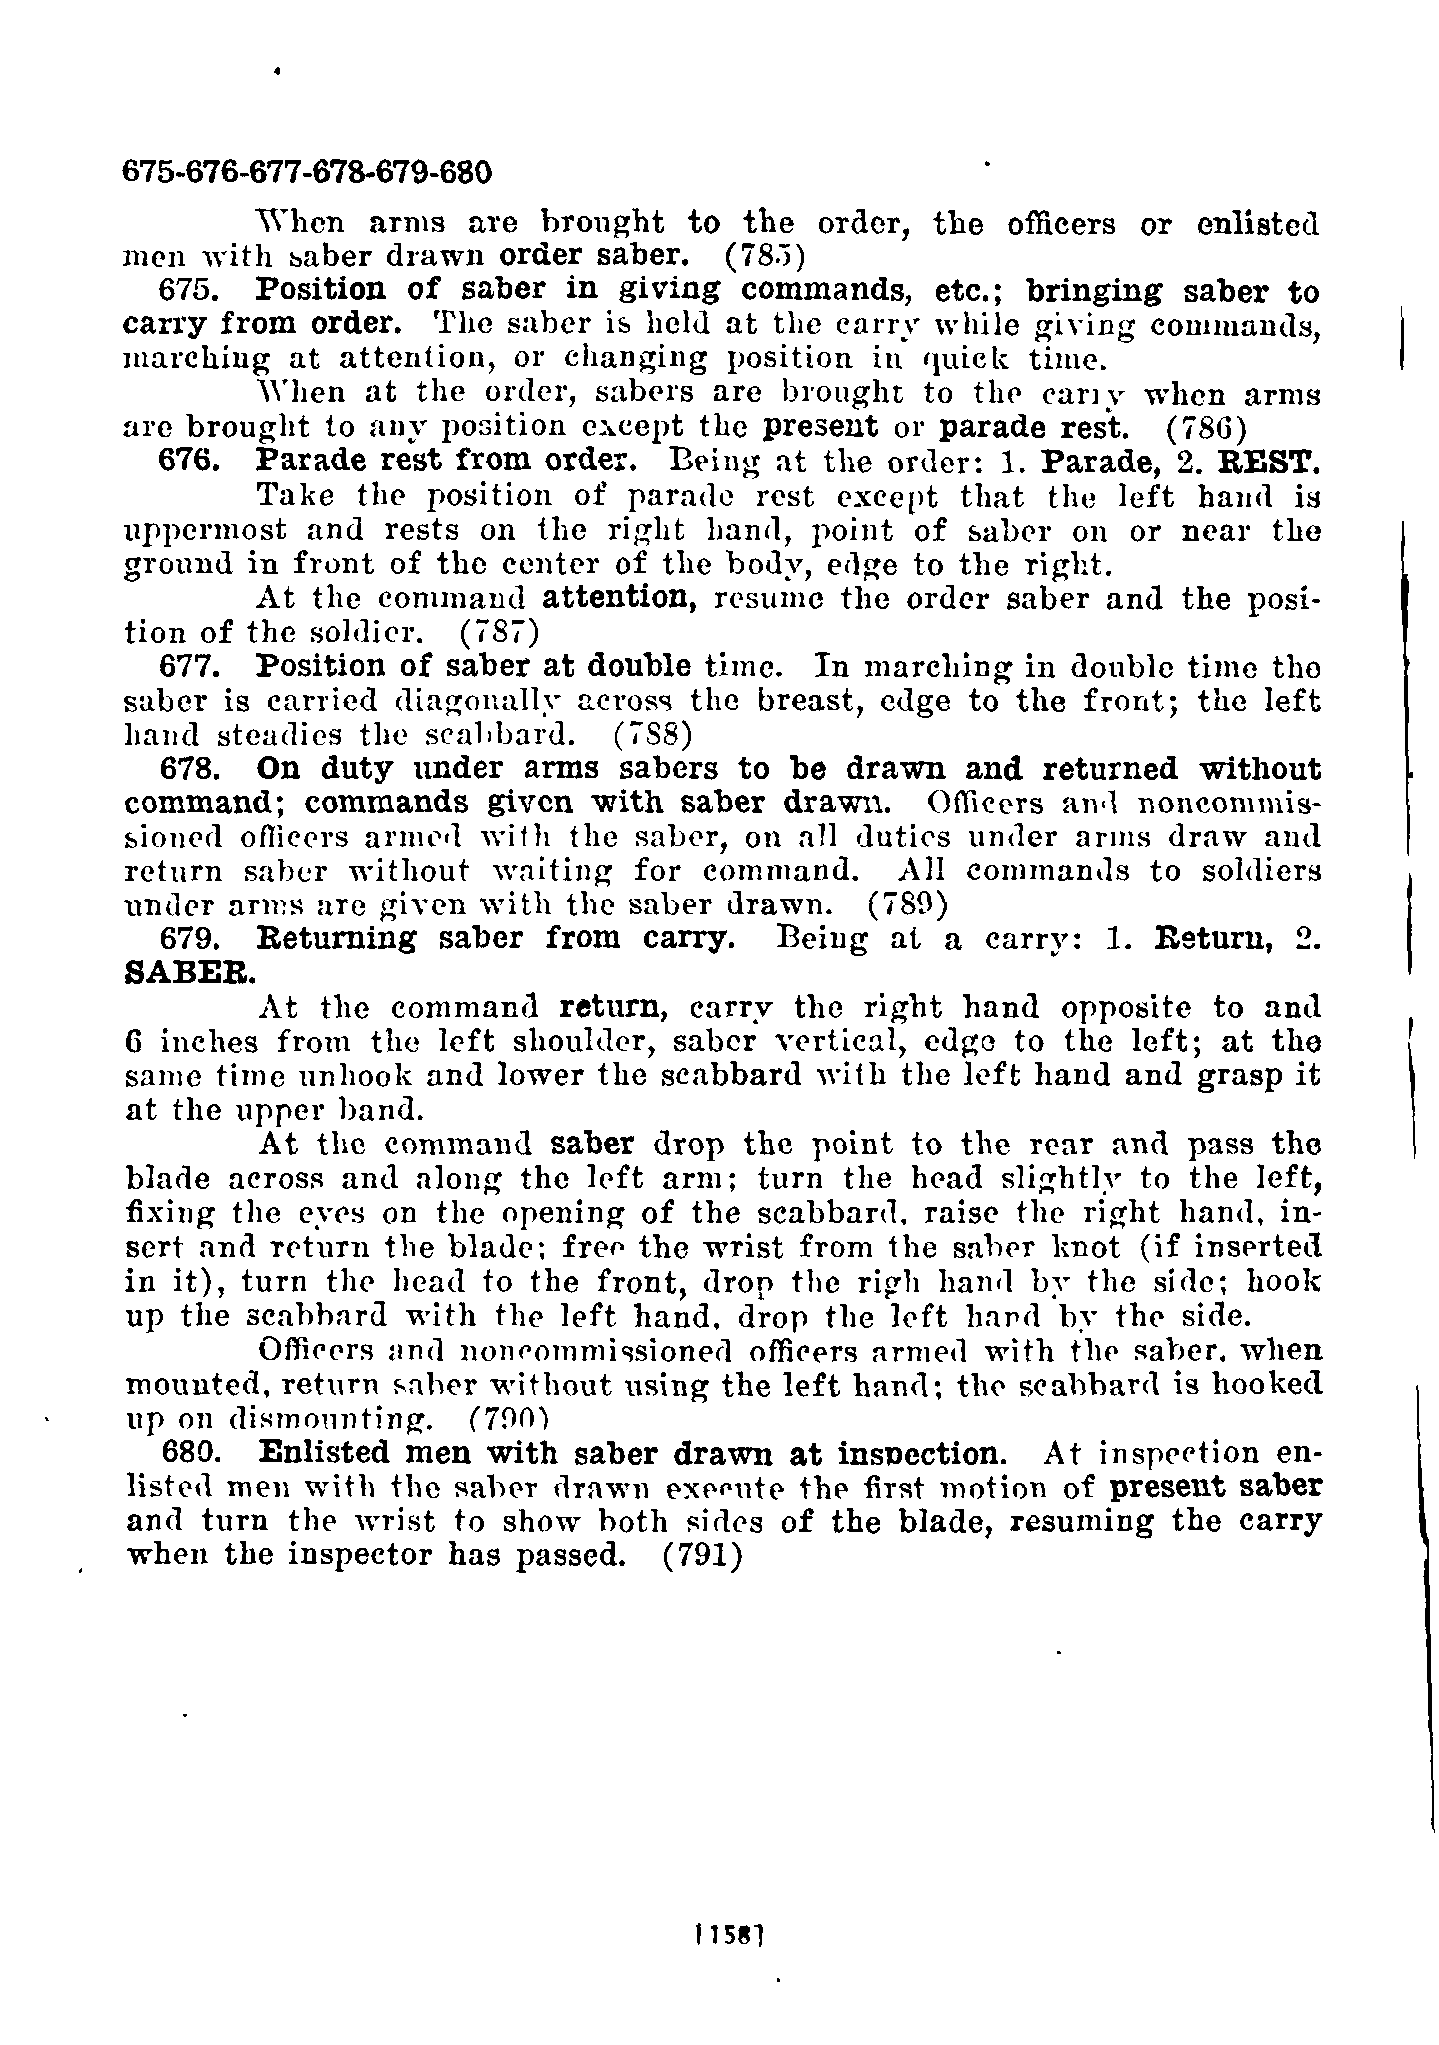 675-676-677-678-679-680
When arms are brought to the order, the officers or enlisted
men with saber drawn order saber. (785)
675. Position of saber in giving commands, etc.; bringing saber to
carry from order. The saber is held at the carry while giving commands,
marching at attention, or changing position in quick time.
When at the order, sabers are brought to the carry when arms
are brought to any position except the present or parade rest. (786)
676. Parade rest from order. Being at the order: 1. Parade, 2. REST.
Take the position of parade rest except that the left hand is
uppermost and rests on the right hand, point of saber on or near the
ground in front of the center of the body, edge to the right.
At the command attention, resume the order saber and the posi-
tion of the soldier. (787)
677. Position of saber at double time. In marching in double time the
saber is carried diagonally across the breast, edge to the front; the left
hand steadies the scabbard. (788)
678. On duty under arms sabers to be drawn and returned without
command; commands given with saber drawn. Officers and noncommis-
sioned officers armed with the saber, on all duties under arms draw and
return saber without waiting for command. All commands to soldiers
under arms are given with the saber drawn. (789)
679. Returning saber from carry. Being at a carry: 1. Return, 2.
SABER.
At the command return, carry the right hand opposite to and
6 inches from the left shoulder, saber vertical, edge to the left; at the
same time unhook and lower the scabbard with the left hand and grasp it
at the upper band.
At the command saber drop the point to the rear and pass the
blade across and along the left arm; turn the head slightly to the left,
fixing the eyes on the opening of the scabbard, raise the right hand, in-
sert and return the blade; free the wrist from the saber knot (if inserted
in it), turn the head to the front, drop the righ hand by the side; hook
up the scabbard with the left hand, drop the left hand by the side.
Officers and noncommissioned officers armed with the saber, when
mounted, return saber without using the left hand; the scabbard is hooked
up on dismounting. (790)
680. Enlisted men with saber drawn at inspection. At inspection en-
listed men with the saber drawn execute the first motion of present saber
and turn the wrist to show both sides of the blade, resuming the carry
when the inspector has passed. (791)
[158]